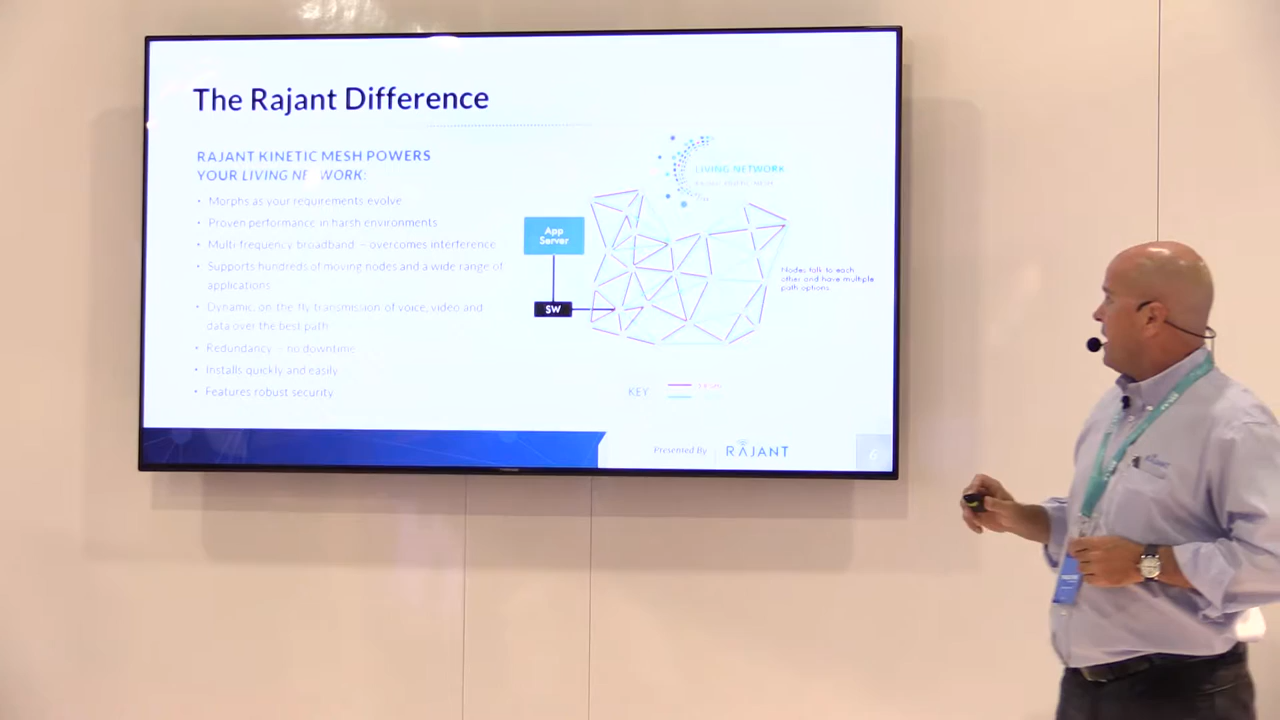 The Rajant Difference
RAJANT KINETIC MESH POWERS
YOUR LIVING NETWORK:
• Morphs as your requirements evolve
• Proven performance in harsh environments
• Multi-frequency broadband – overcomes interference
• Supports hundreds of moving nodes and a wide range of
applications
• Dynamic, on the fly transmission of voice, video and
data over the best path
• Redundancy – no downtime
• Installs quickly and easily
• Features robust security
LIVING NETWORK
App
Server
SW
Nodes talk to each
other and have multiple
path options
KEY
Presented By
RAJANT
6